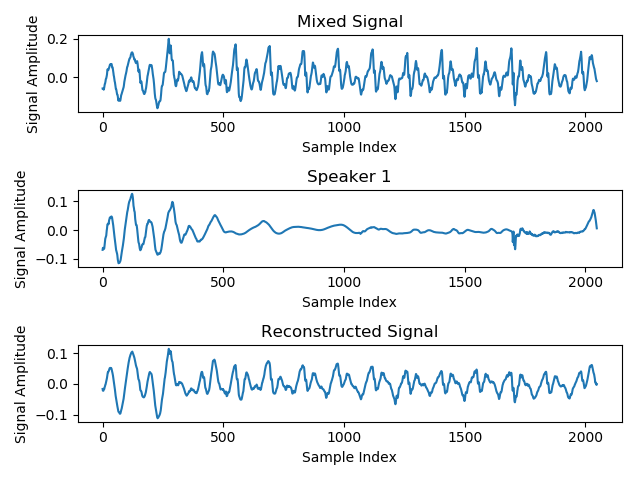 Mixed Signal
Signal Amplitude
0.2
0.0
0
500
1000
1500
2000
Sample Index
Speaker 1
Signal Amplitude
0.1
0.0
−0.1
0
500
1000
1500
2000
Sample Index
Reconstructed Signal
Signal Amplitude
0.1
0.0
−0.1
0
500
1000
1500
2000
Sample Index